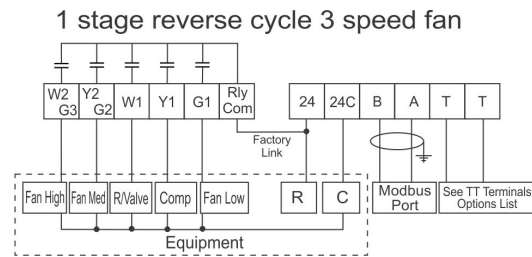 1 stage reverse cycle 3 speed fan
W2 G3
Y2 G2
W1
Y1
G1
Rly Com
24
24C
B
A
T
T
Factory
Link
Fan High
Fan Med
R/Valve
Comp
Fan Low
R
C
Modbus
Port
See TT Terminals
Options List
Equipment